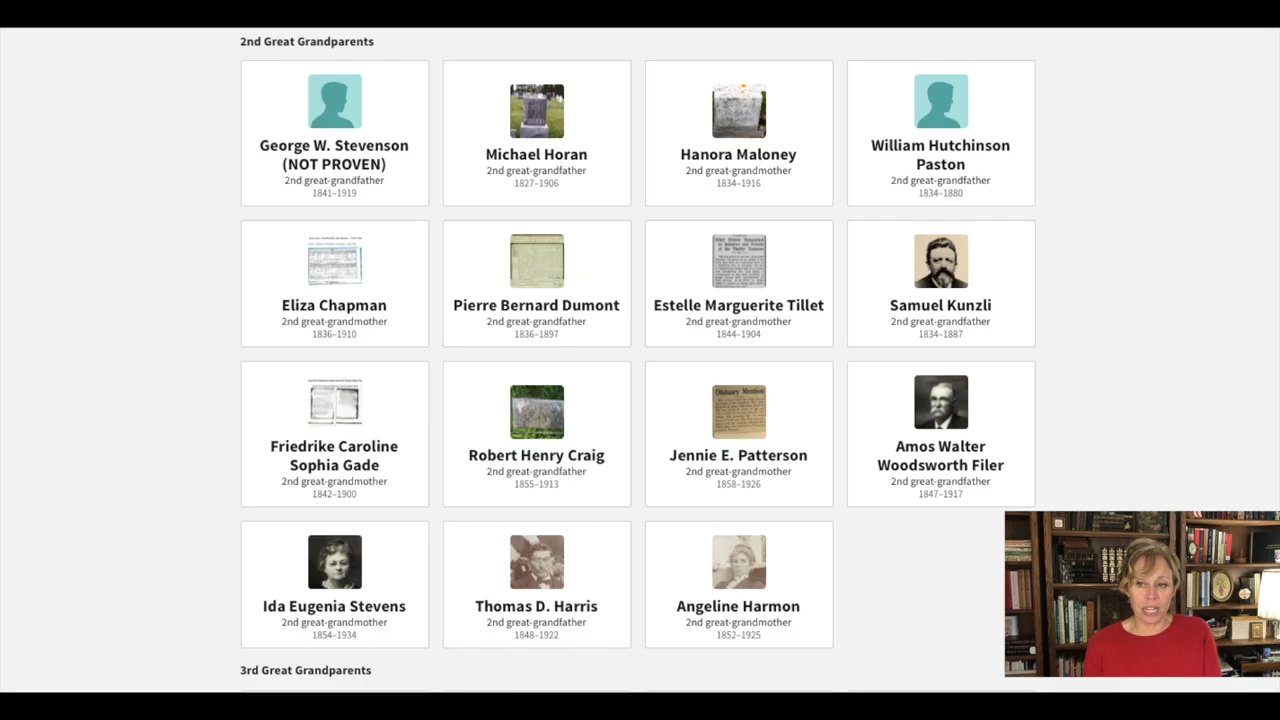 2nd Great Grandparents
George W. Stevenson
(NOT PROVEN)
2nd great-grandfather
1841–1919
Michael Horan
2nd great-grandfather
1827–1906
Hanora Maloney
2nd great-grandmother
1834–1916
William Hutchinson
Paston
2nd great-grandfather
1834–1880
Eliza Chapman
2nd great-grandmother
1836–1910
Pierre Bernard Dumont
2nd great-grandfather
1836–1897
Estelle Marguerite Tillet
2nd great-grandmother
1844–1904
Samuel Kunzli
2nd great-grandfather
1834–1887
Friedrike Caroline
Sophia Gade
2nd great-grandmother
1842–1900
Robert Henry Craig
2nd great-grandfather
1855–1913
Obituary Mention
Jennie E. Patterson
2nd great-grandmother
1858–1926
Amos Walter
Woodsworth Filer
2nd great-grandfather
1847–1917
Ida Eugenia Stevens
2nd great-grandmother
1854–1934
Thomas D. Harris
2nd great-grandfather
1848–1922
Angeline Harmon
2nd great-grandmother
1852–1925
3rd Great Grandparents